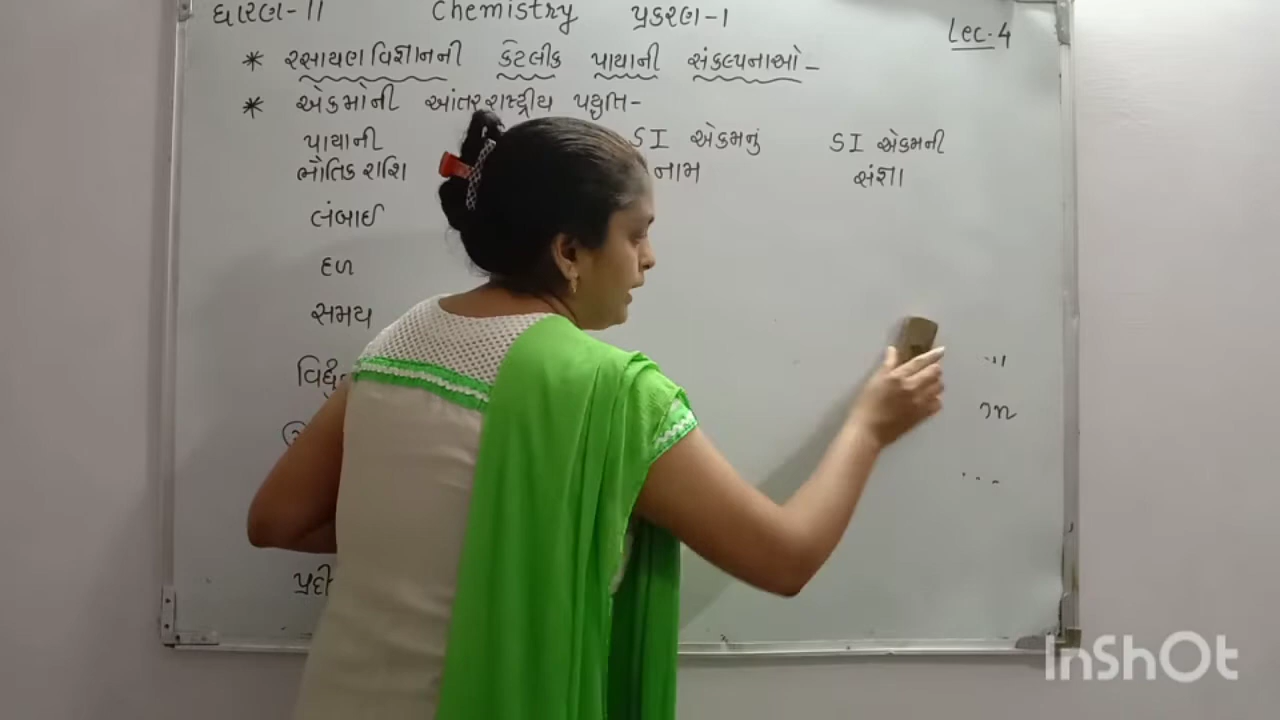 ધોરણ-11 Chemistry પ્રકરણ-1 Lec-4
* રસાયણ વિજ્ઞાનની કેટલીક પાયાની સંકલ્પનાઓ-
* એકમોની આંતરરાષ્ટ્રીય પદ્ધતિ-
પાયાની SI એકમનું SI એકમની
ભૌતિક રાશિ નામ સંજ્ઞા
લંબાઈ
દળ
સમય
InShOt